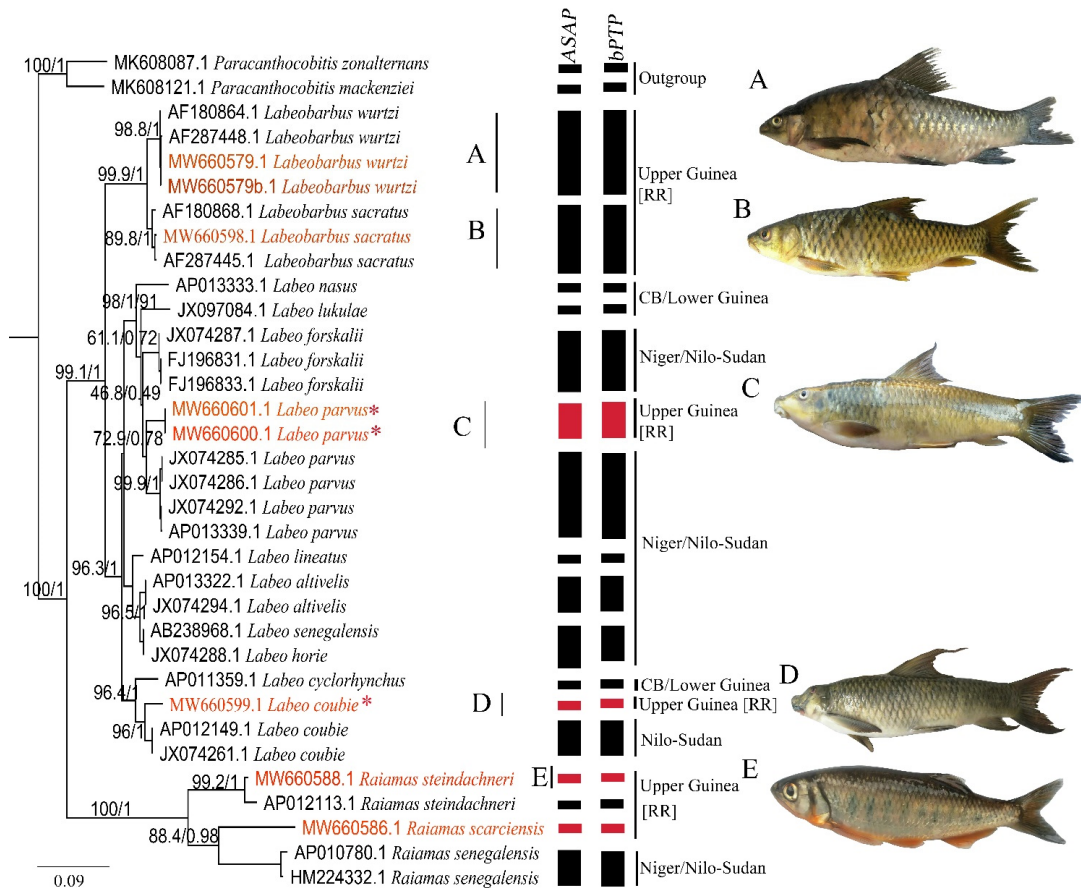 ASAP bPTP
100/1
MK608087.1 Paracanthocobitis zonalternans
MK608121.1 Paracanthocobitis mackenziei
Outgroup
A
98.8/1
AF180864.1 Labeobarbus wurtzi
AF287448.1 Labeobarbus wurtzi
MW660579.1 Labeobarbus wurtzi
MW660579b.1 Labeobarbus wurtzi
A
99.9/1
Upper Guinea
[RR]
AF180868.1 Labeobarbus sacratus
MW660598.1 Labeobarbus sacratus
AF287445.1 Labeobarbus sacratus
89.8/1
B
B
98/1/91
AP013333.1 Labeo nasus
JX097084.1 Labeo lukulae
CB/Lower Guinea
61.1/0.72
JX074287.1 Labeo forskalii
FJ196831.1 Labeo forskalii
FJ196833.1 Labeo forskalii
Niger/Nilo-Sudan
99.1/1
46.8/0.49
MW660601.1 Labeo parvus*
MW660600.1 Labeo parvus*
72.9/0.78
C
Upper Guinea
[RR]
C
JX074285.1 Labeo parvus
JX074286.1 Labeo parvus
JX074292.1 Labeo parvus
AP013339.1 Labeo parvus
99.9/1
Niger/Nilo-Sudan
AP012154.1 Labeo lineatus
96.3/1
AP013322.1 Labeo altivelis
JX074294.1 Labeo altivelis
96.5/1
AB238968.1 Labeo senegalensis
JX074288.1 Labeo horie
100/1
AP011359.1 Labeo cyclorhynchus
CB/Lower Guinea
96.4/1
MW660599.1 Labeo coubie*
D
Upper Guinea [RR]
D
96/1
AP012149.1 Labeo coubie
JX074261.1 Labeo coubie
Nilo-Sudan
99.2/1
MW660588.1 Raiamas steindachneri
E
AP012113.1 Raiamas steindachneri
Upper Guinea
[RR]
E
100/1
MW660586.1 Raiamas scarciensis
88.4/0.98
AP010780.1 Raiamas senegalensis
HM224332.1 Raiamas senegalensis
Niger/Nilo-Sudan
0.09